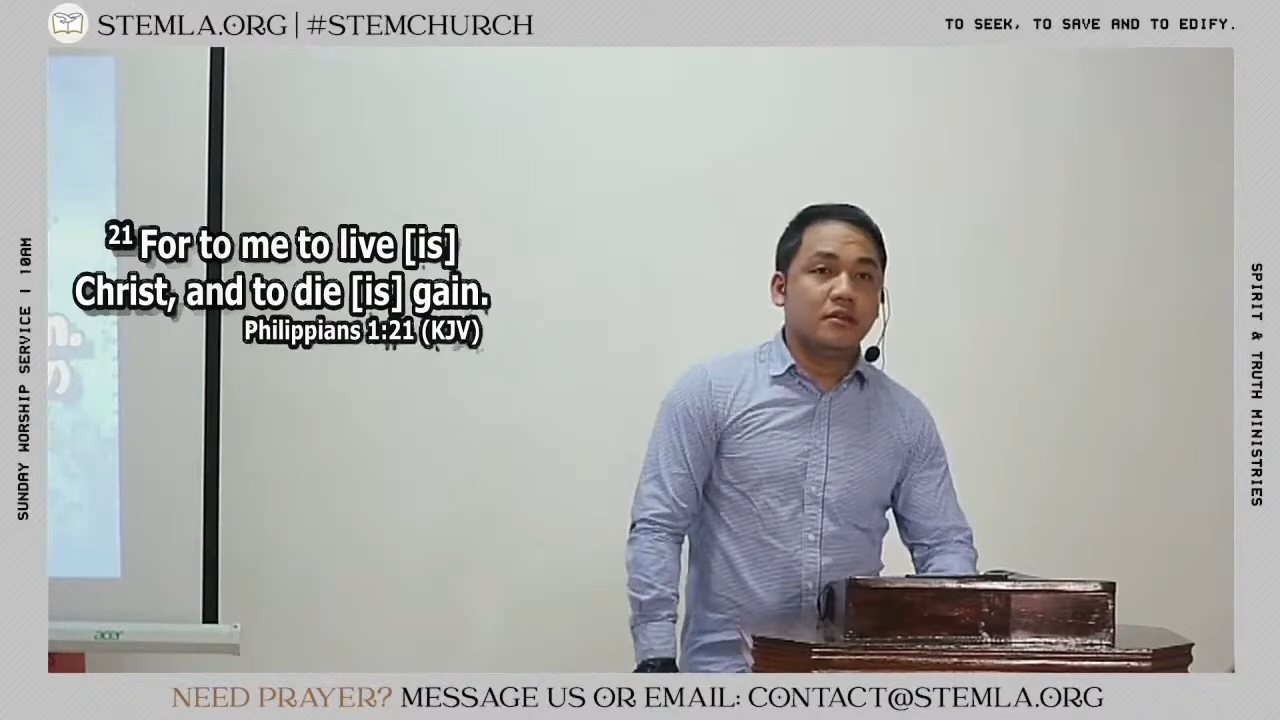 STEMLA.ORG | #STEMCHURCH
TO SEEK, TO SAVE AND TO EDIFY.
SUNDAY WORSHIP SERVICE | 10AM
21 For to me to live [is]
Christ, and to die [is] gain.
Philippians 1:21 (KJV)
acer
SPIRIT & TRUTH MINISTRIES
NEED PRAYER? MESSAGE US OR EMAIL: CONTACT@STEMLA.ORG